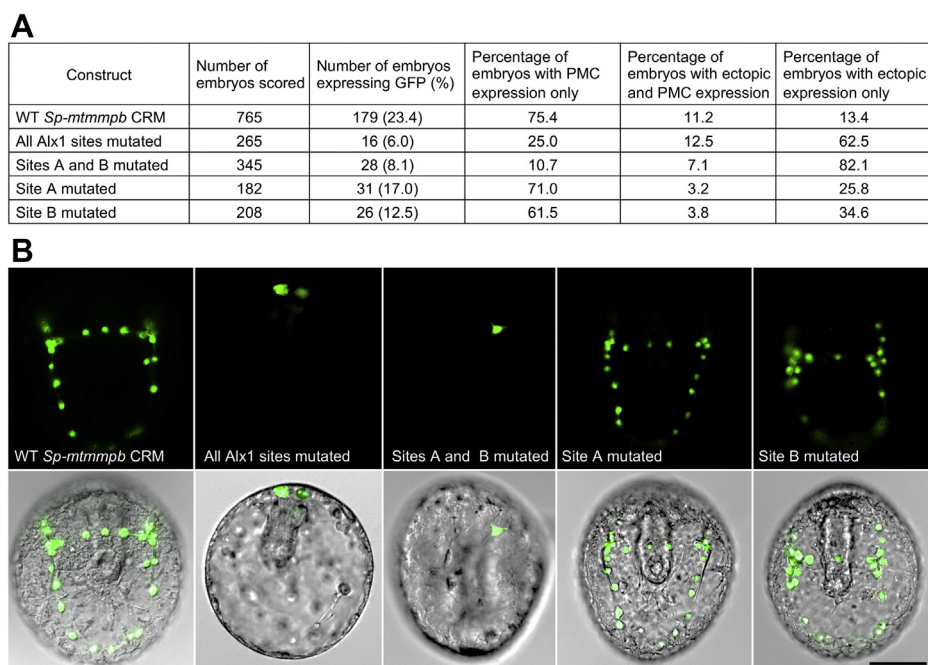 A
Construct | Number of embryos scored | Number of embryos expressing GFP (%) | Percentage of embryos with PMC expression only | Percentage of embryos with ectopic and PMC expression | Percentage of embryos with ectopic expression only
WT Sp-mtmmpb CRM | 765 | 179 (23.4) | 75.4 | 11.2 | 13.4
All Alx1 sites mutated | 265 | 16 (6.0) | 25.0 | 12.5 | 62.5
Sites A and B mutated | 345 | 28 (8.1) | 10.7 | 7.1 | 82.1
Site A mutated | 182 | 31 (17.0) | 71.0 | 3.2 | 25.8
Site B mutated | 208 | 26 (12.5) | 61.5 | 3.8 | 34.6
B
WT Sp-mtmmpb CRM
All Alx1 sites mutated
Sites A and B mutated
Site A mutated
Site B mutated